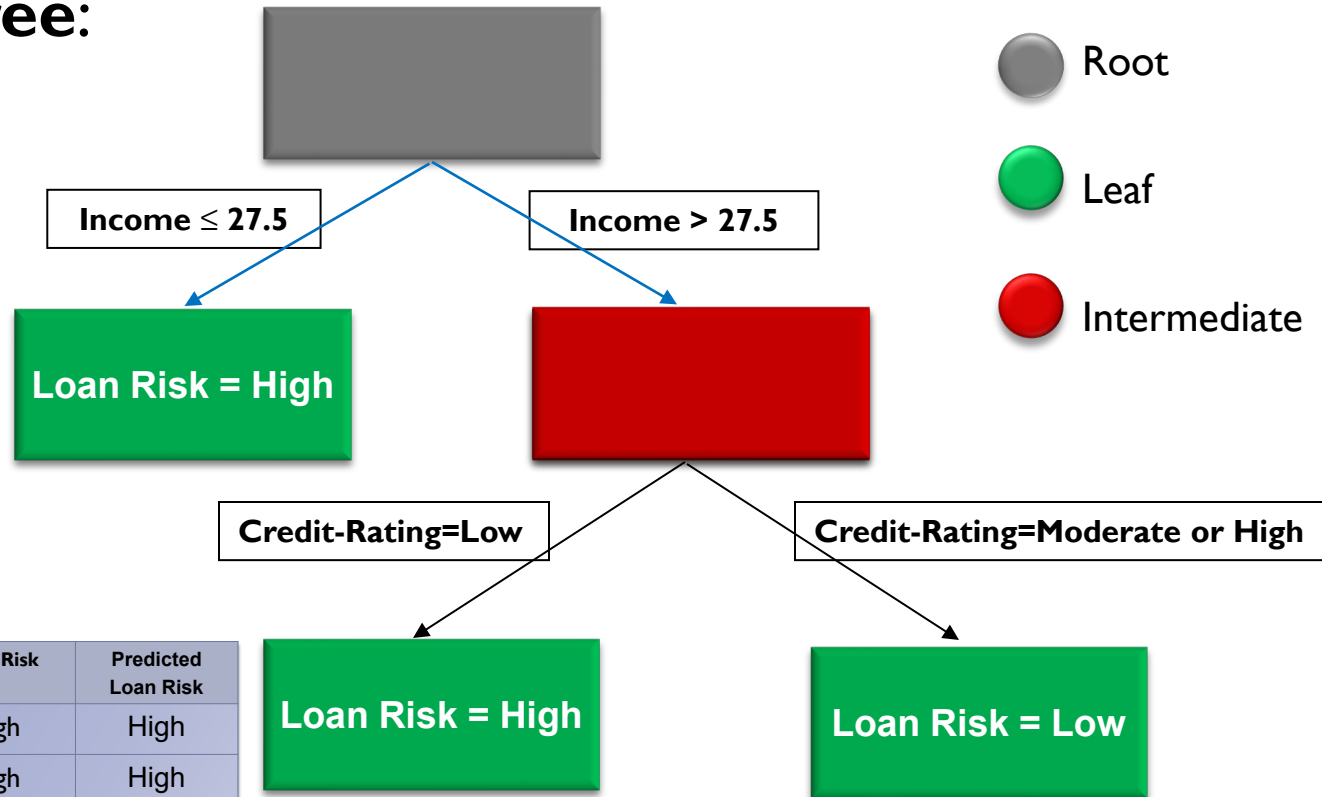 ree:
Root
Leaf
Intermediate
Income ≤ 27.5
Income > 27.5
Loan Risk = High
Credit-Rating=Low
Credit-Rating=Moderate or High
Risk Predicted Loan Risk
gh High
gh High
Loan Risk = High
Loan Risk = Low